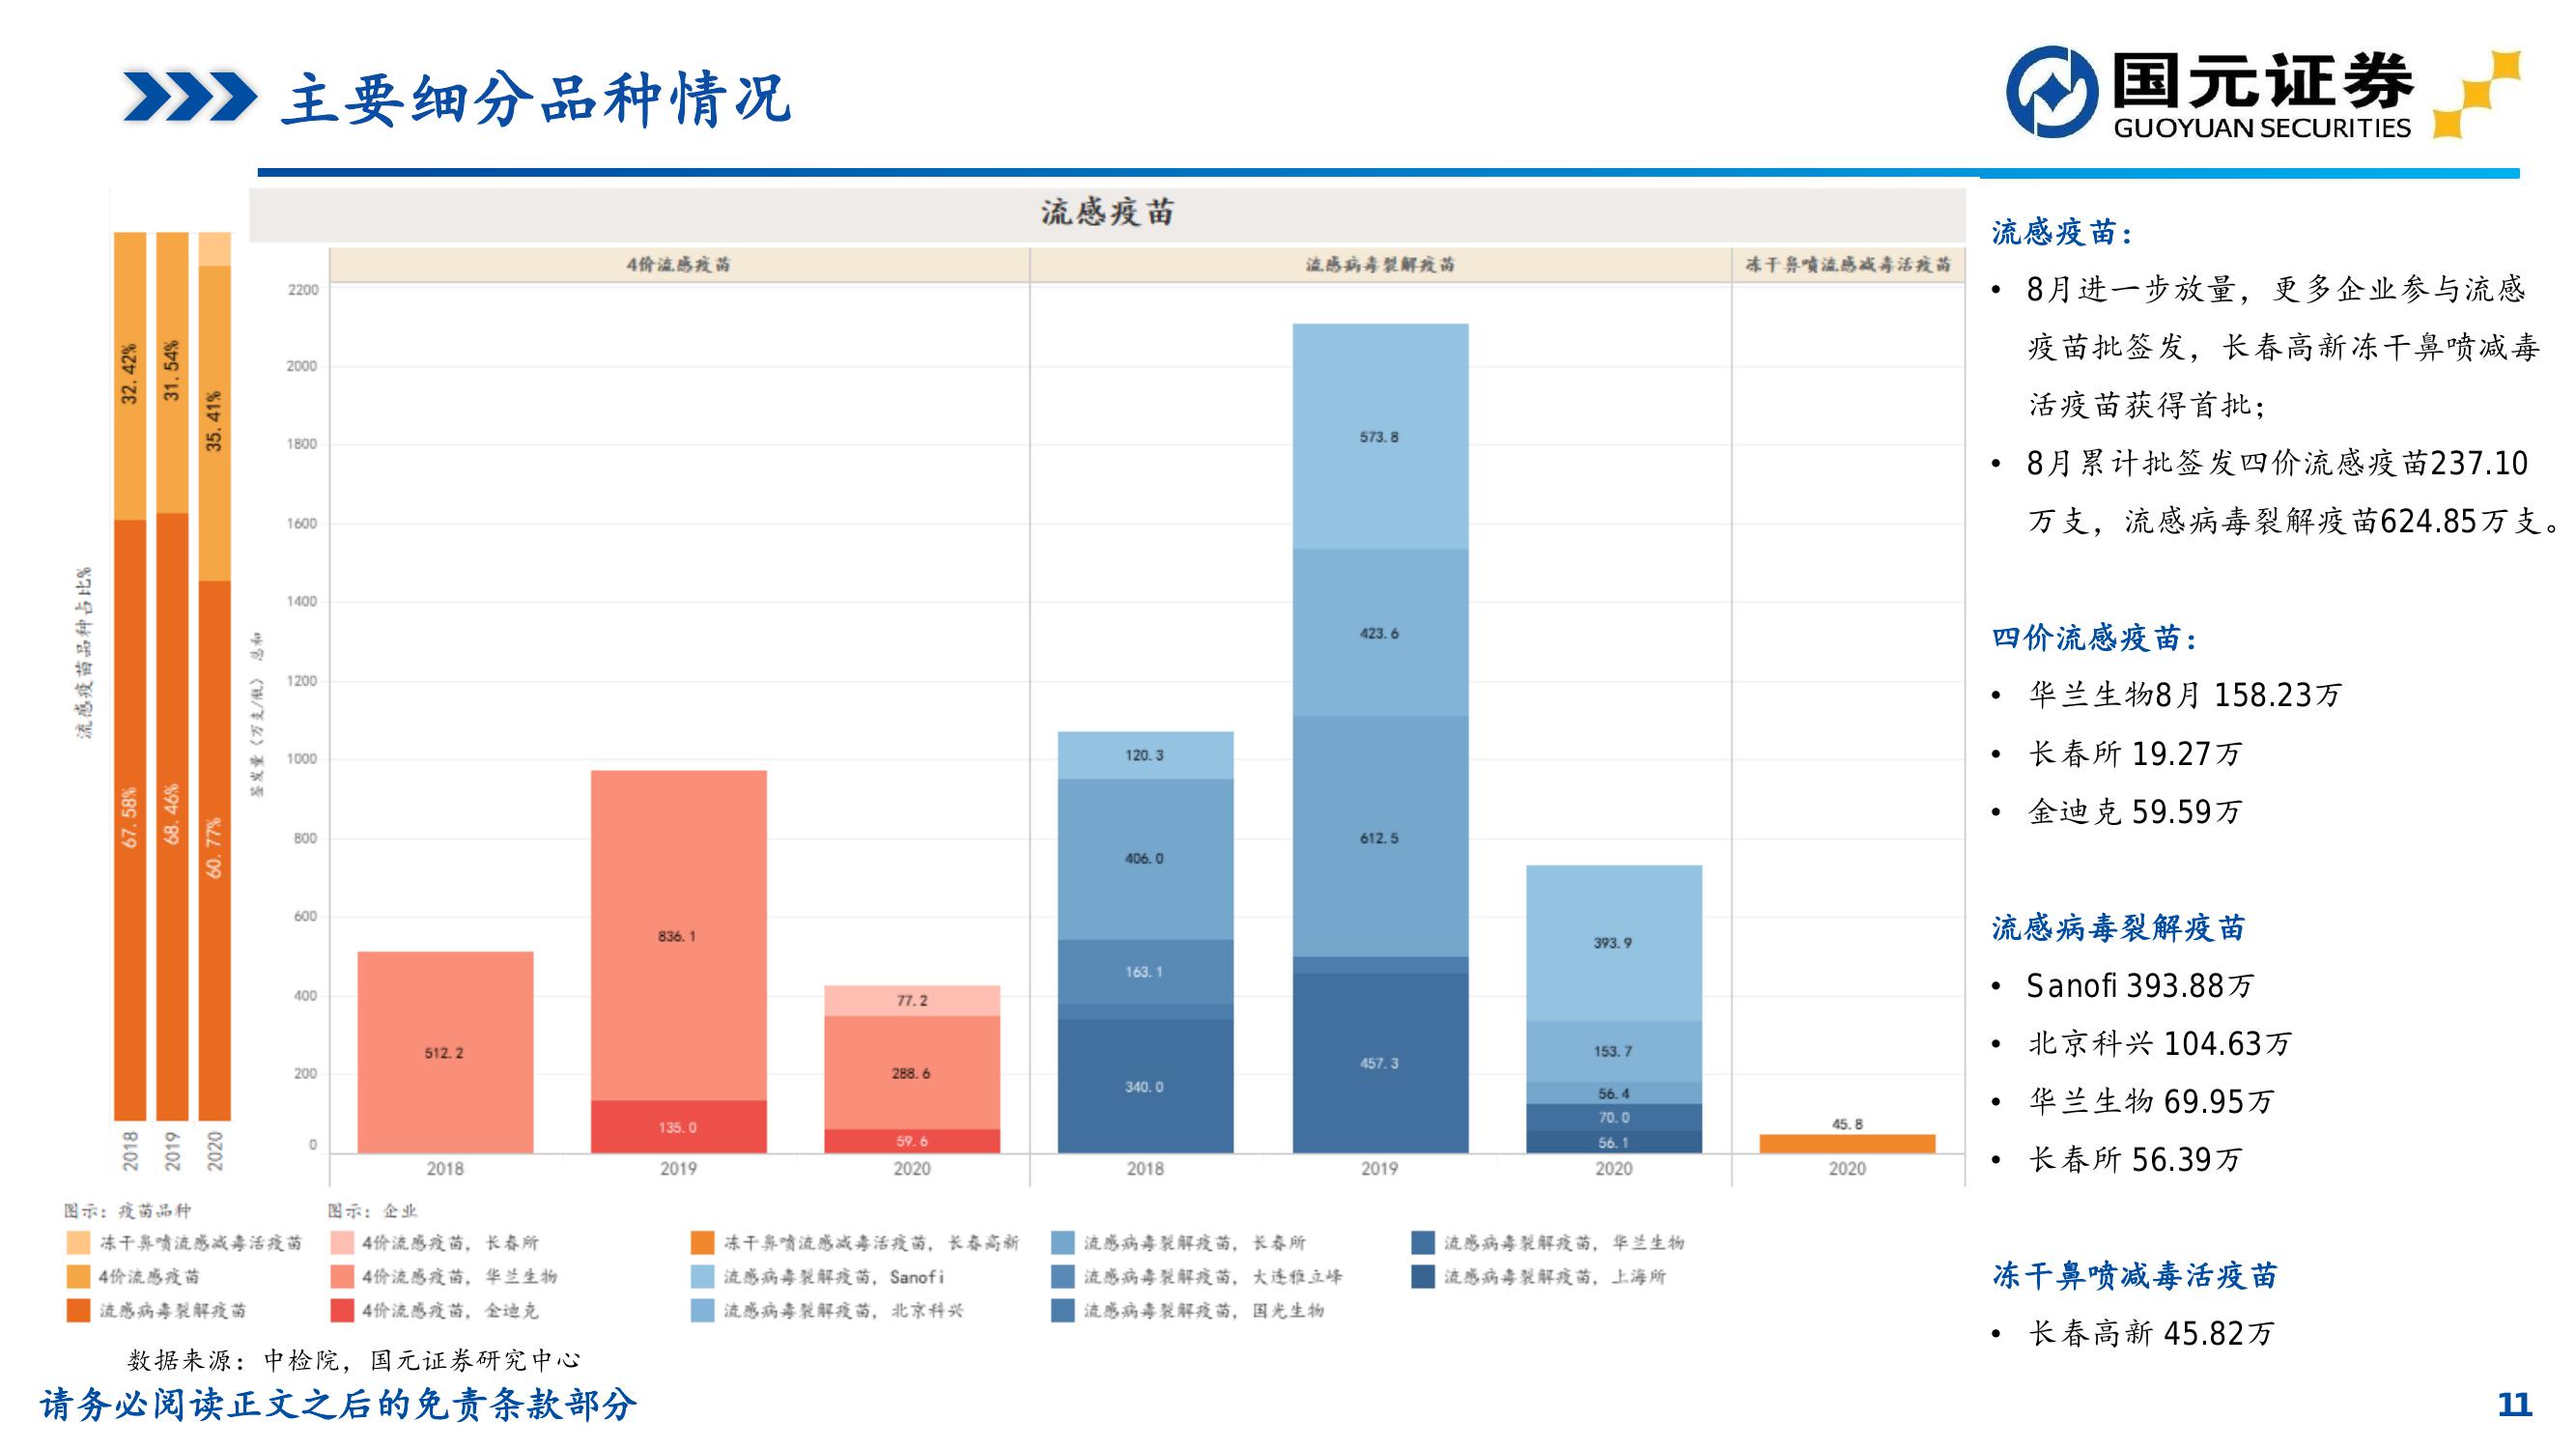 主要细分品种情况
国元证券
GUOYUAN SECURITIES
流感疫苗
4价流感疫苗
流感病毒裂解疫苗
冻干鼻喷流感减毒活疫苗
流感疫苗品种占比%
32.42%
31.54%
35.41%
67.58%
68.46%
60.77%
2018
2019
2020
签发量（万支/瓶） 总和
2200
2000
1800
1600
1400
1200
1000
800
600
400
200
0
512.2
836.1
135.0
77.2
288.6
59.6
120.3
406.0
163.1
340.0
573.8
423.6
612.5
457.3
393.9
153.7
56.4
70.0
56.1
45.8
2018
2019
2020
2018
2019
2020
2020
图示：疫苗品种
冻干鼻喷流感减毒活疫苗
4价流感疫苗
流感病毒裂解疫苗
图示：企业
4价流感疫苗，长春所
4价流感疫苗，华兰生物
4价流感疫苗，金迪克
冻干鼻喷流感减毒活疫苗，长春高新
流感病毒裂解疫苗，Sanofi
流感病毒裂解疫苗，北京科兴
流感病毒裂解疫苗，长春所
流感病毒裂解疫苗，大连雅立峰
流感病毒裂解疫苗，国光生物
流感病毒裂解疫苗，华兰生物
流感病毒裂解疫苗，上海所
流感疫苗：
• 8月进一步放量，更多企业参与流感
疫苗批签发，长春高新冻干鼻喷减毒
活疫苗获得首批；
• 8月累计批签发四价流感疫苗237.10
万支，流感病毒裂解疫苗624.85万支。
四价流感疫苗：
• 华兰生物8月 158.23万
• 长春所 19.27万
• 金迪克 59.59万
流感病毒裂解疫苗
• Sanofi 393.88万
• 北京科兴 104.63万
• 华兰生物 69.95万
• 长春所 56.39万
冻干鼻喷减毒活疫苗
• 长春高新 45.82万
数据来源：中检院，国元证券研究中心
请务必阅读正文之后的免责条款部分
11